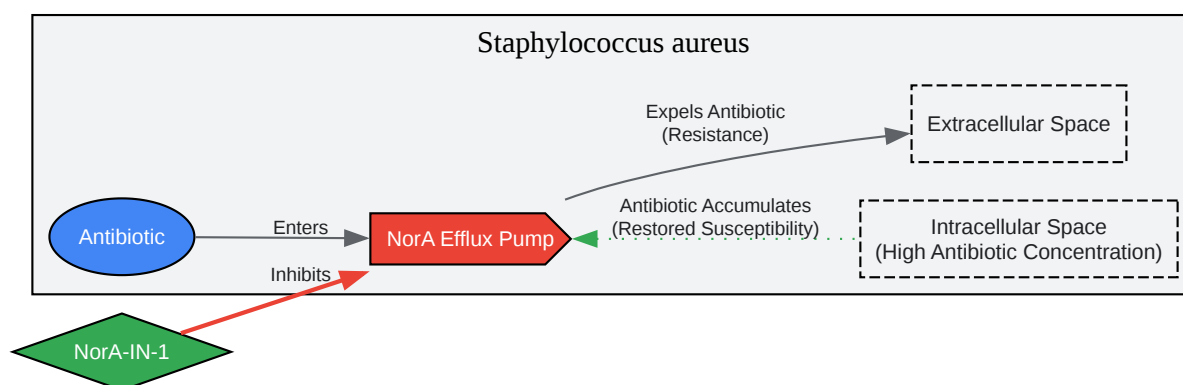 Staphylococcus aureus
Expels Antibiotic
(Resistance)
Extracellular Space
Antibiotic
Enters
NorA Efflux Pump
Antibiotic Accumulates
(Restored Susceptibility)
Intracellular Space
(High Antibiotic Concentration)
Inhibits
NorA-IN-1